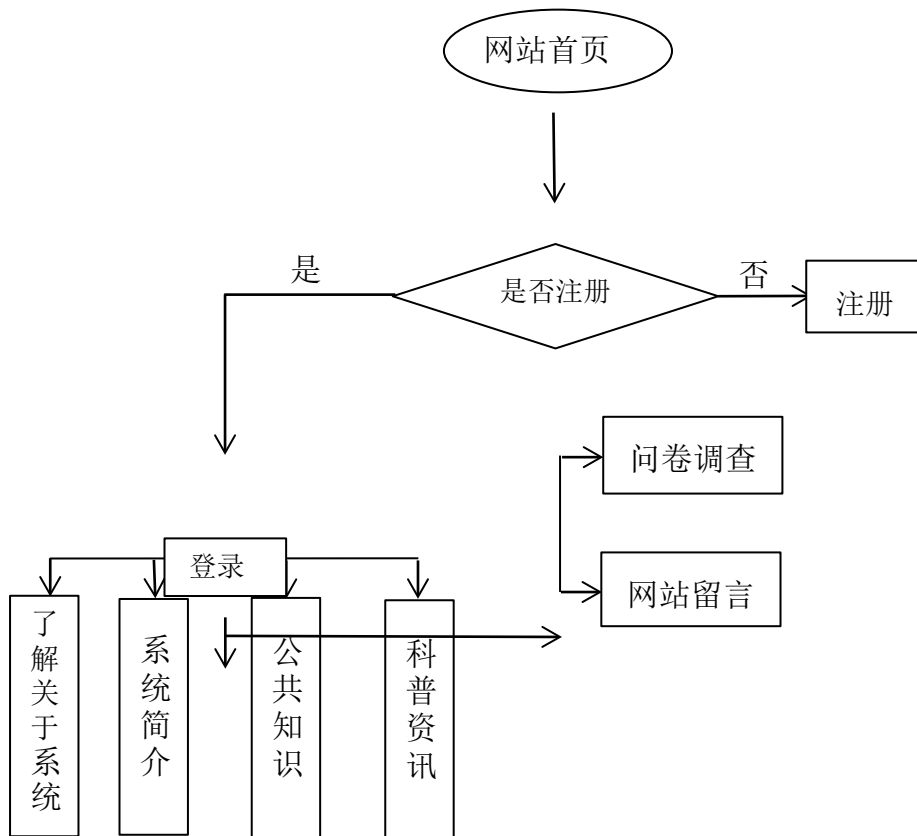 网站首页
是
是否注册
否
注册
问卷调查
登录
网站留言
了解关于系统
系统简介
公共知识
科普资讯